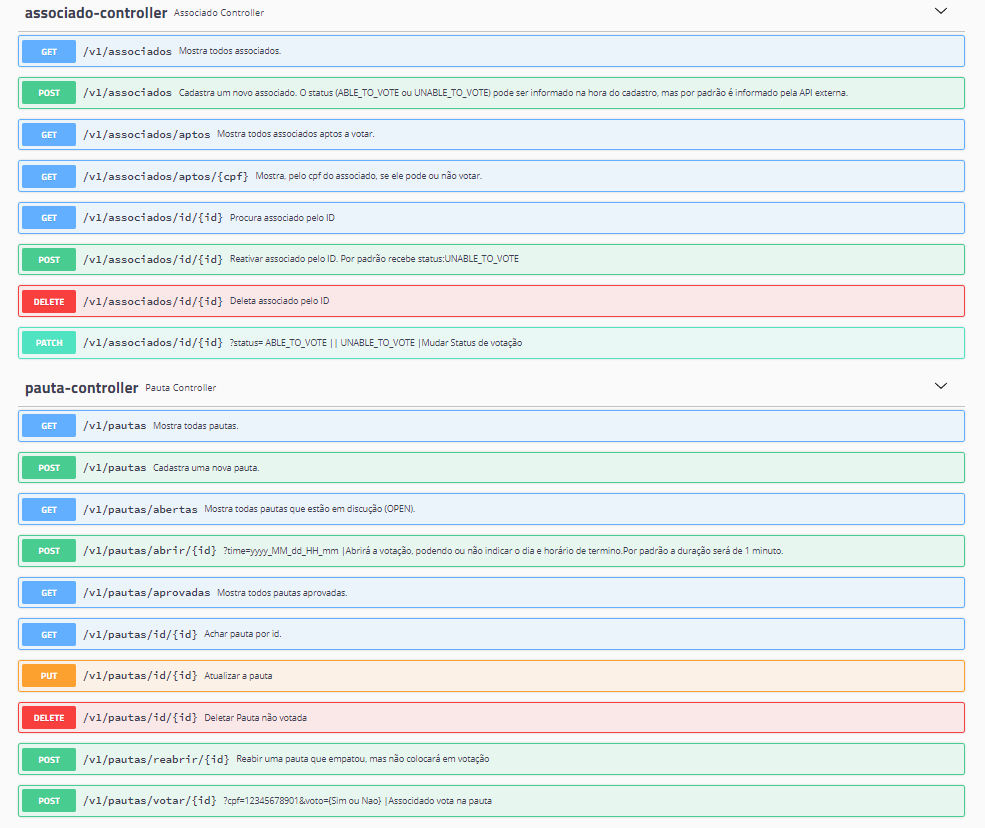 associado-controller Associado Controller
GET /v1/associados Mostra todos associados.
POST /v1/associados Cadastra um novo associado. O status (ABLE_TO_VOTE ou UNABLE_TO_VOTE) pode ser informado na hora do cadastro, mas por padrão é informado pela API externa.
GET /v1/associados/aptos Mostra todos associados aptos a votar.
GET /v1/associados/aptos/{cpf} Mostra, pelo cpf do associado, se ele pode ou não votar.
GET /v1/associados/id/{id} Procura associado pelo ID
POST /v1/associados/id/{id} Reativar associado pelo ID. Por padrão recebe status:UNABLE_TO_VOTE
DELETE /v1/associados/id/{id} Deleta associado pelo ID
PATCH /v1/associados/id/{id} ?status= ABLE_TO_VOTE || UNABLE_TO_VOTE |Mudar Status de votação
pauta-controller Pauta Controller
GET /v1/pautas Mostra todas pautas.
POST /v1/pautas Cadastra uma nova pauta.
GET /v1/pautas/abertas Mostra todas pautas que estão em discução (OPEN).
POST /v1/pautas/abrir/{id} ?time=yyyy_MM_dd_HH_mm |Abrirá a votação, podendo ou não indicar o dia e horário de termino.Por padrão a duração será de 1 minuto.
GET /v1/pautas/aprovadas Mostra todos pautas aprovadas.
GET /v1/pautas/id/{id} Achar pauta por id.
PUT /v1/pautas/id/{id} Atualizar a pauta
DELETE /v1/pautas/id/{id} Deletar Pauta não votada
POST /v1/pautas/reabrir/{id} Reabir uma pauta que empatou, mas não colocará em votação
POST /v1/pautas/votar/{id} ?cpf=12345678901&voto={Sim ou Nao} |Associdado vota na pauta